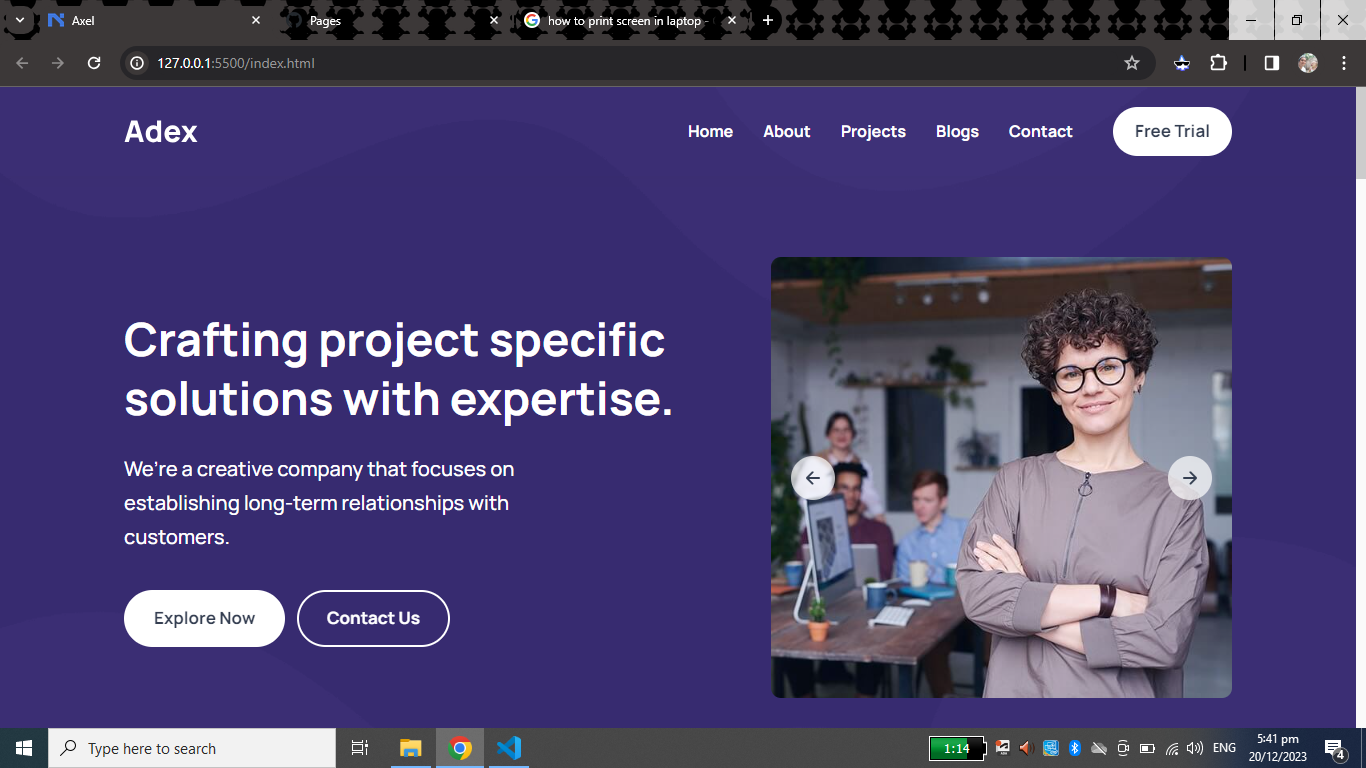 Axel
Pages
how to print screen in laptop -
127.0.0.1:5500/index.html
Adex
Home
About
Projects
Blogs
Contact
Free Trial
Crafting project specific
solutions with expertise.
We're a creative company that focuses on
establishing long-term relationships with
customers.
Explore Now
Contact Us
Type here to search
1:14
ENG
5:41 pm
20/12/2023
4